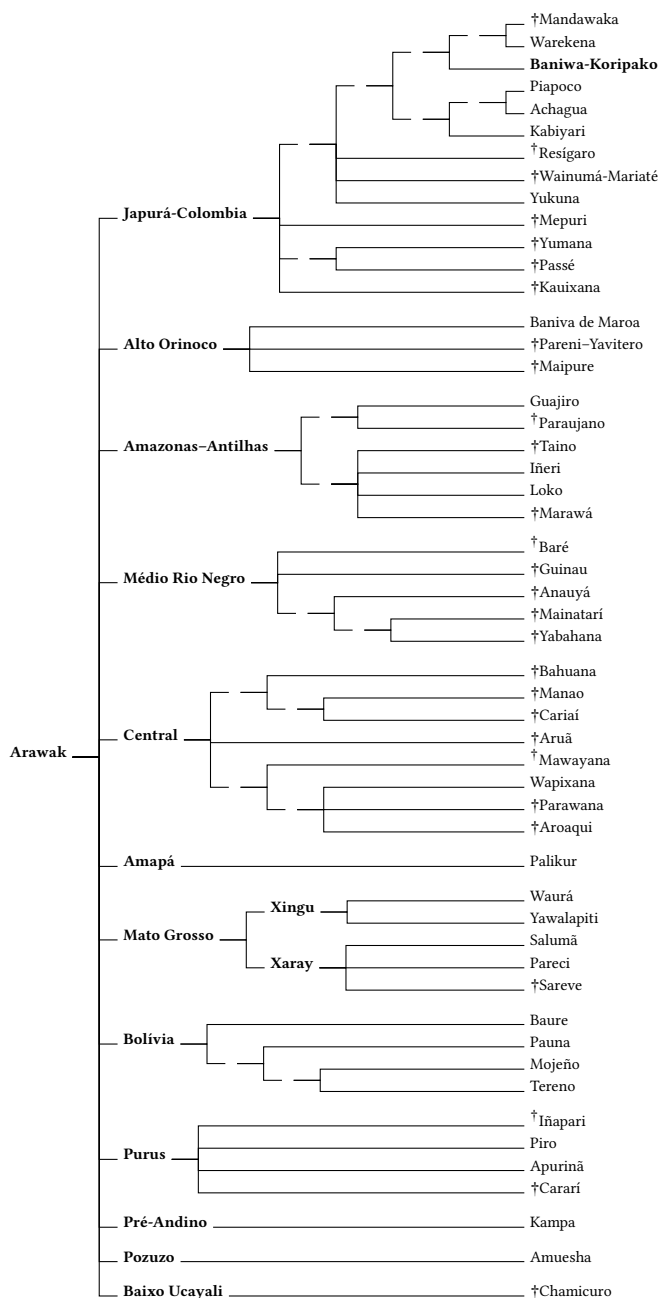 †Mandawaka
Warekena
Baniwa-Koripako
Piapoco
Achagua
Kabiyari
†Resígaro
†Wainumá-Mariaté
Yukuna
Japurá-Colombia
†Mepuri
†Yumana
†Passé
†Kauixana
Baniva de Maroa
Alto Orinoco
†Pareni–Yavitero
†Maipure
Guajiro
†Paraujano
Amazonas–Antilhas
†Taino
Iñeri
Loko
†Marawá
†Baré
Médio Rio Negro
†Guinau
†Anauyá
†Mainatarí
†Yabahana
†Bahuana
†Manao
†Cariaí
Central
†Aruã
Arawak
†Mawayana
Wapixana
†Parawana
†Aroaqui
Amapá
Palikur
Waurá
Xingu
Yawalapiti
Mato Grosso
Salumã
Xaray
Pareci
†Sareve
Baure
Bolívia
Pauna
Mojeño
Tereno
†Iñapari
Piro
Purus
Apurinã
†Cararí
Pré-Andino
Kampa
Pozuzo
Amuesha
Baixo Ucayali
†Chamicuro